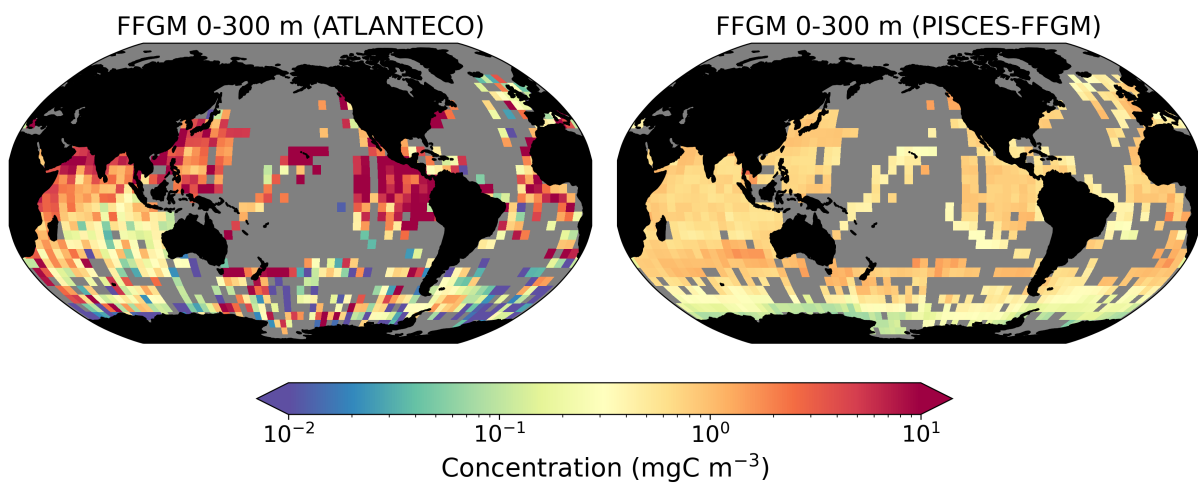 FFGM 0-300 m (ATLANTECO) FFGM 0-300 m (PISCES-FFGM)
10⁻² 10⁻¹ 10⁰ 10¹
Concentration (mgC m⁻³)